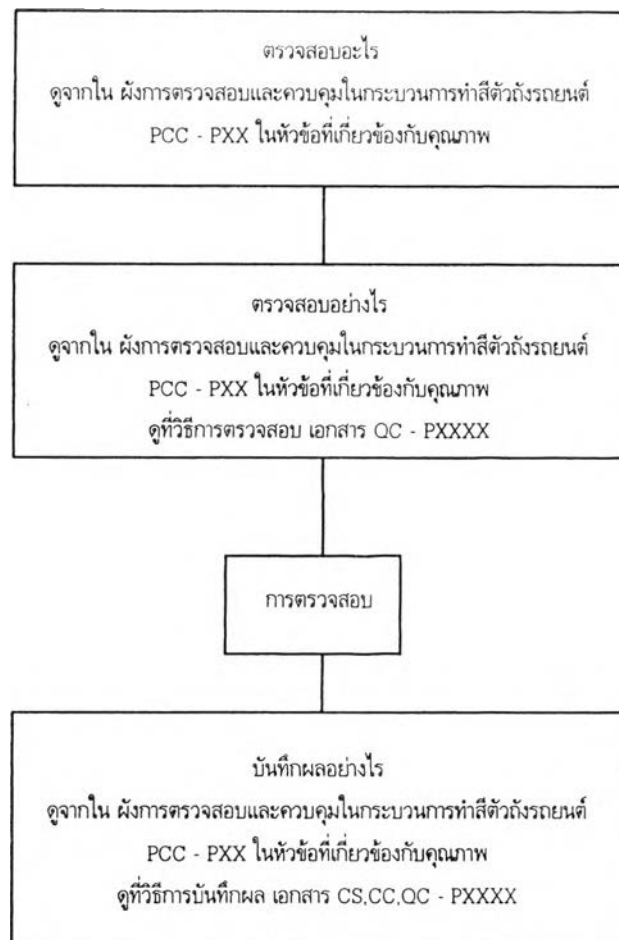 ตรวจสอบอะไร
ดูจากใน ผังการตรวจสอบและควบคุมในกระบวนการทำสีตัวถังรถยนต์
PCC - PXX ในหัวข้อที่เกี่ยวข้องกับคุณภาพ
ตรวจสอบอย่างไร
ดูจากใน ผังการตรวจสอบและควบคุมในกระบวนการทำสีตัวถังรถยนต์
PCC - PXX ในหัวข้อที่เกี่ยวข้องกับคุณภาพ
ดูที่วิธีการตรวจสอบ เอกสาร QC - PXXXX
การตรวจสอบ
บันทึกผลอย่างไร
ดูจากใน ผังการตรวจสอบและควบคุมในกระบวนการทำสีตัวถังรถยนต์
PCC - PXX ในหัวข้อที่เกี่ยวข้องกับคุณภาพ
ดูที่วิธีการบันทึกผล เอกสาร CS,CC,QC - PXXXX